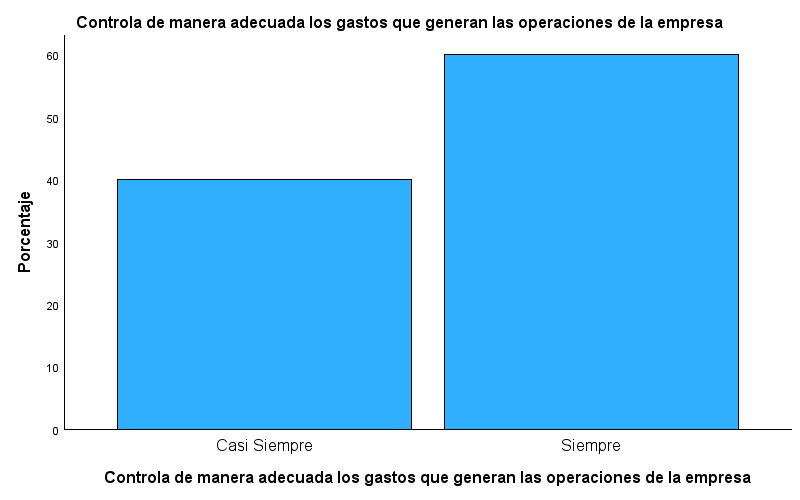 Controla de manera adecuada los gastos que generan las operaciones de la empresa
Porcentaje
60
50
40
30
20
10
0
Casi Siempre
Siempre
Controla de manera adecuada los gastos que generan las operaciones de la empresa